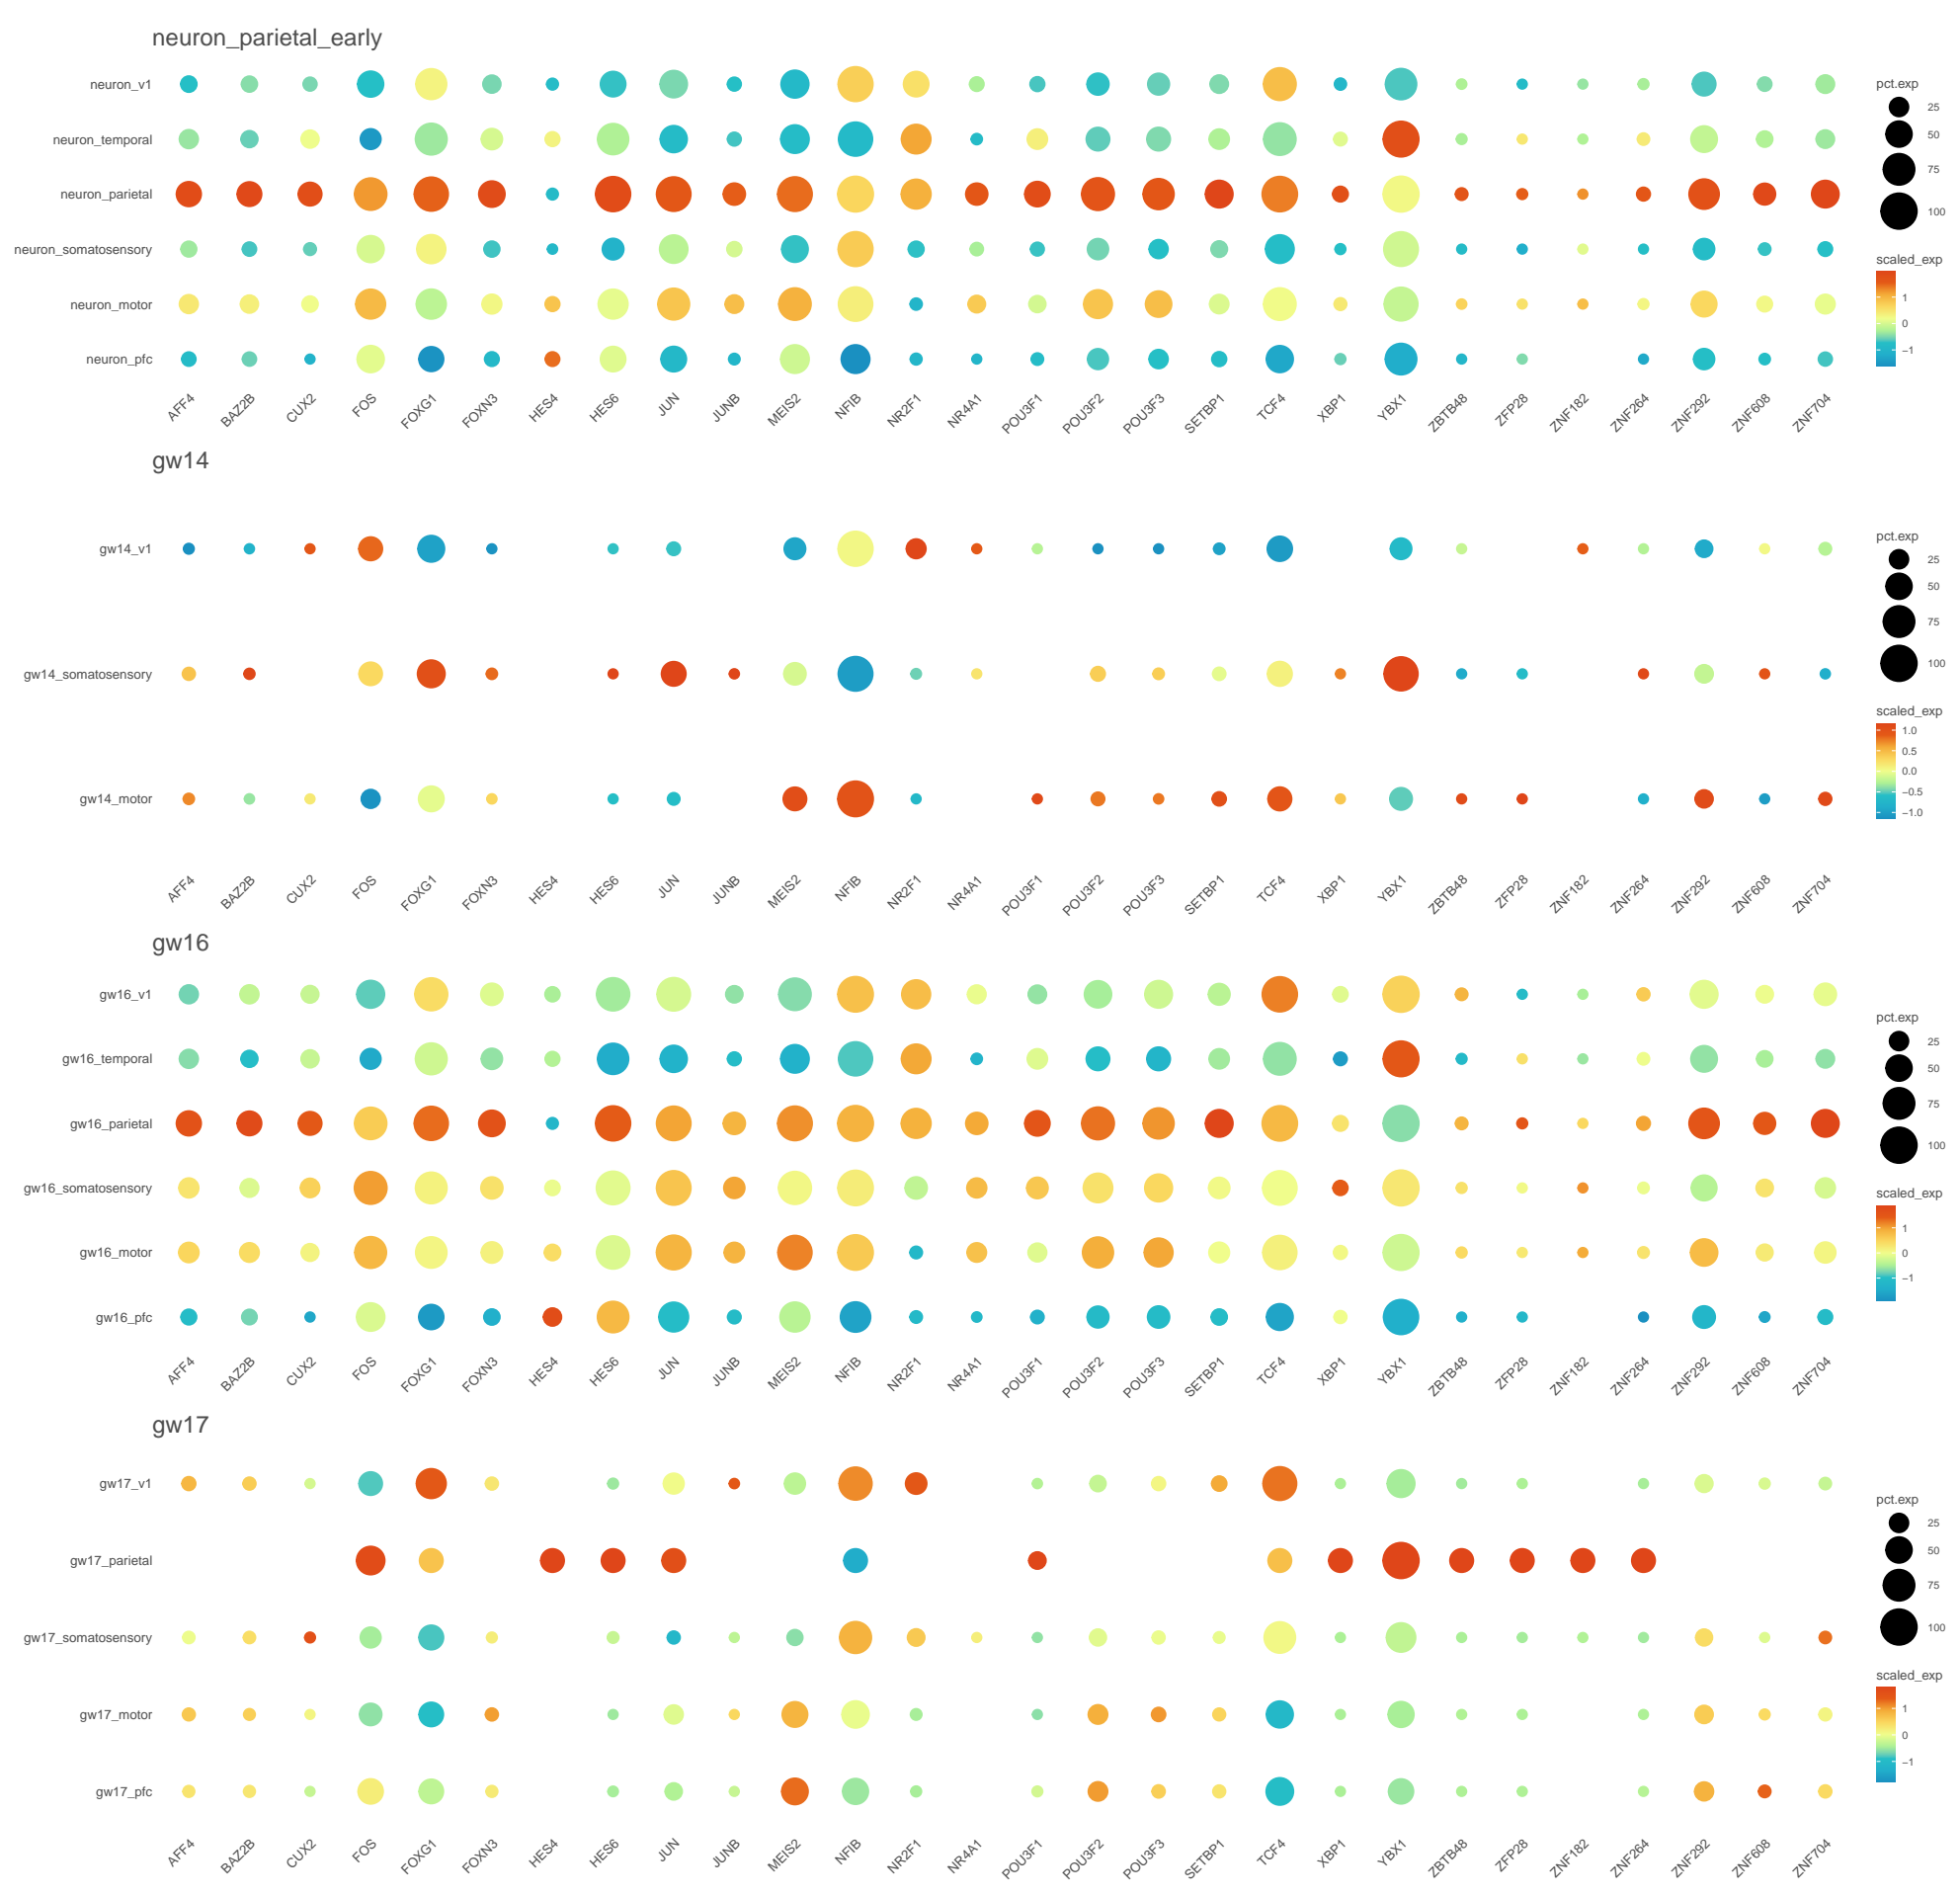 neuron_parietal_early
neuron_v1
neuron_temporal
neuron_parietal
neuron_somatosensory
neuron_motor
neuron_pfc
AFF4 BAZ2B CUX2 FOS FOXG1 FOXN3 HES4 HES6 JUN JUNB MEIS2 NFIB NR2F1 NR4A1 POU3F1 POU3F2 POU3F3 SETBP1 TCF4 XBP1 YBX1 ZBTB48 ZFP28 ZNF182 ZNF264 ZNF292 ZNF608 ZNF704
pct.exp
25
50
75
100
scaled_exp
1
0
−1
gw14
gw14_v1
gw14_somatosensory
gw14_motor
AFF4 BAZ2B CUX2 FOS FOXG1 FOXN3 HES4 HES6 JUN JUNB MEIS2 NFIB NR2F1 NR4A1 POU3F1 POU3F2 POU3F3 SETBP1 TCF4 XBP1 YBX1 ZBTB48 ZFP28 ZNF182 ZNF264 ZNF292 ZNF608 ZNF704
pct.exp
25
50
75
100
scaled_exp
1.0
0.5
0.0
−0.5
−1.0
gw16
gw16_v1
gw16_temporal
gw16_parietal
gw16_somatosensory
gw16_motor
gw16_pfc
AFF4 BAZ2B CUX2 FOS FOXG1 FOXN3 HES4 HES6 JUN JUNB MEIS2 NFIB NR2F1 NR4A1 POU3F1 POU3F2 POU3F3 SETBP1 TCF4 XBP1 YBX1 ZBTB48 ZFP28 ZNF182 ZNF264 ZNF292 ZNF608 ZNF704
pct.exp
25
50
75
100
scaled_exp
1
0
−1
gw17
gw17_v1
gw17_parietal
gw17_somatosensory
gw17_motor
gw17_pfc
AFF4 BAZ2B CUX2 FOS FOXG1 FOXN3 HES4 HES6 JUN JUNB MEIS2 NFIB NR2F1 NR4A1 POU3F1 POU3F2 POU3F3 SETBP1 TCF4 XBP1 YBX1 ZBTB48 ZFP28 ZNF182 ZNF264 ZNF292 ZNF608 ZNF704
pct.exp
25
50
75
100
scaled_exp
1
0
−1